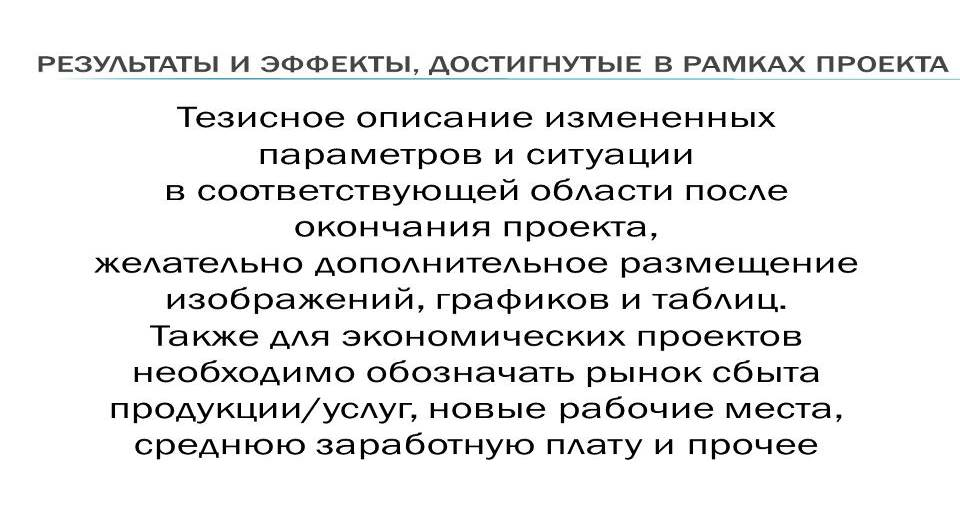 РЕЗУЛЬТАТЫ И ЭФФЕКТЫ, ДОСТИГНУТЫЕ В РАМКАХ ПРОЕКТА
Тезисное описание измененных
параметров и ситуации
в соответствующей области после
окончания проекта,
желательно дополнительное размещение
изображений, графиков и таблиц.
Также для экономических проектов
необходимо обозначать рынок сбыта
продукции/услуг, новые рабочие места,
среднюю заработную плату и прочее